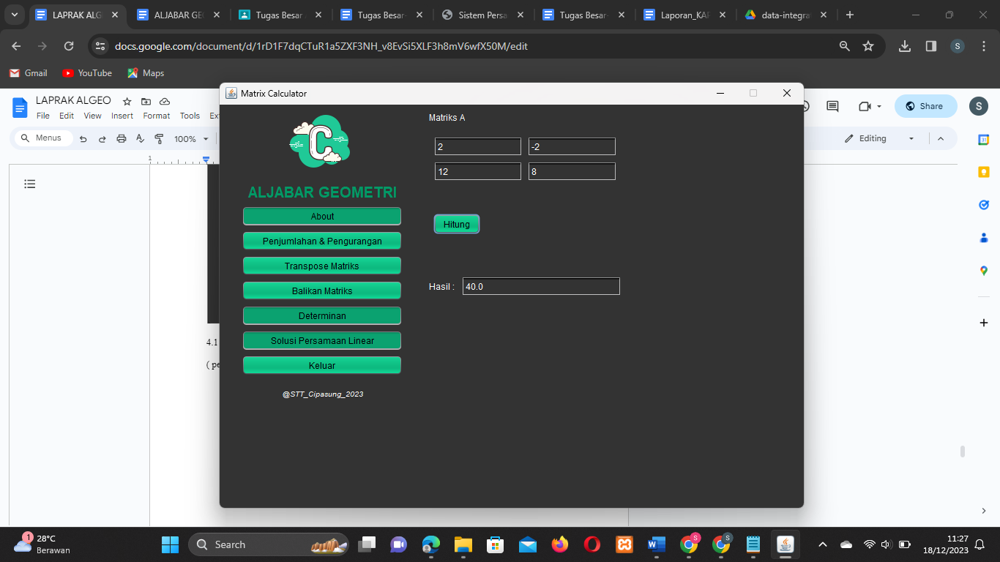 LAPRAK ALG
ALJABAR GE
Tugas Besar
Tugas Besar-
Sistem Persa
Tugas Besar-
Laporan_KAP
data-integra
docs.google.com/document/d/1rD1F7dqCTuR1a5ZXF3NH_v8EvSi5XLF3h8mV6wfX50M/edit
S
Gmail
YouTube
Maps
LAPRAK ALGEO
File Edit View Insert Format Tools Ex
Share
S
Menus
100%
Editing
1
4.1
( pe
Matrix Calculator
C
ALJABAR GEOMETRI
About
Penjumlahan & Pengurangan
Transpose Matriks
Balikan Matriks
Determinan
Solusi Persamaan Linear
Keluar
@STT_Cipasung_2023
Matriks A
2 -2
12 8
Hitung
Hasil : 40.0
1
28°C
Berawan
Search
S
S
11:27
18/12/2023